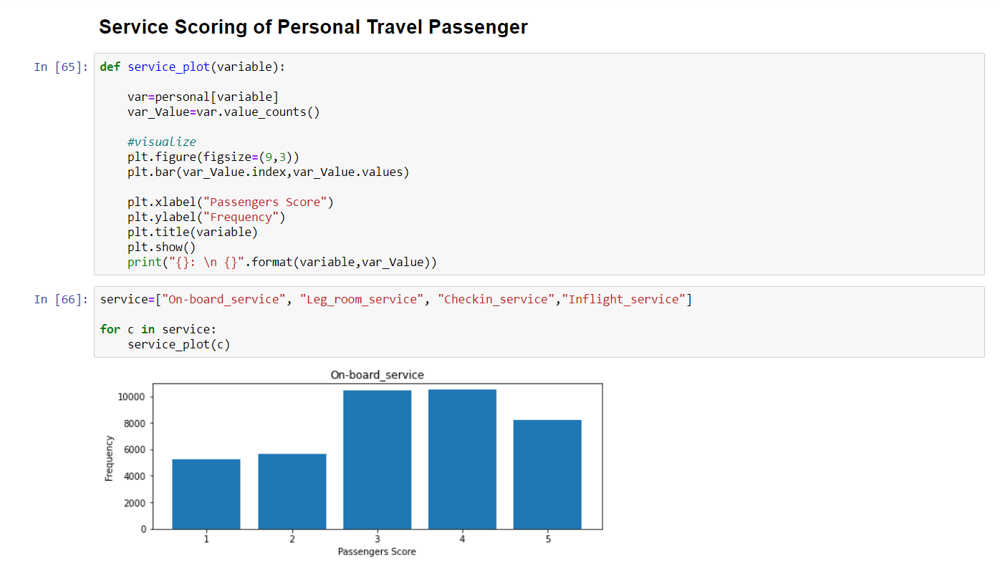 Service Scoring of Personal Travel Passenger
In [65]:
def service_plot(variable):
var=personal[variable]
var_Value=var.value_counts()
#visualize
plt.figure(figsize=(9,3))
plt.bar(var_Value.index,var_Value.values)
plt.xlabel("Passengers Score")
plt.ylabel("Frequency")
plt.title(variable)
plt.show()
print("{}: \n {}".format(variable,var_Value))
In [66]:
service=["On-board_service", "Leg_room_service", "Checkin_service","Inflight_service"]
for c in service:
service_plot(c)
On-board_service
Frequency
10000
8000
6000
4000
2000
0
1 2 3 4 5
Passengers Score